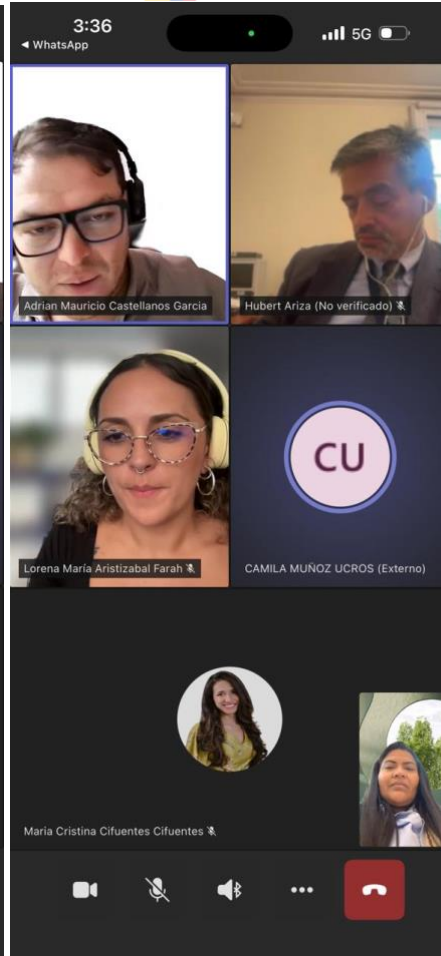 3:36
5G
◄ WhatsApp
Adrian Mauricio Castellanos Garcia
Hubert Ariza (No verificado)
Lorena María Aristizabal Farah
CU
CAMILA MUÑOZ UCROS (Externo)
Maria Cristina Cifuentes Cifuentes